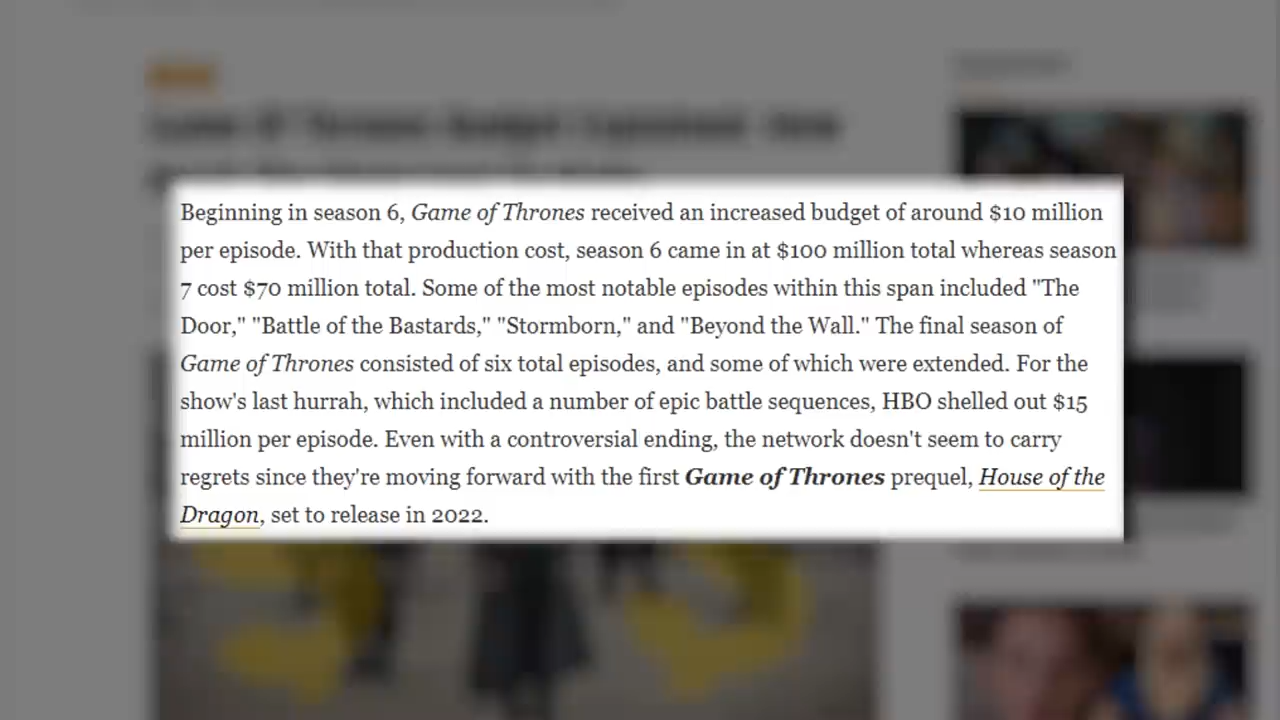 Beginning in season 6, Game of Thrones received an increased budget of around $10 million
per episode. With that production cost, season 6 came in at $100 million total whereas season
7 cost $70 million total. Some of the most notable episodes within this span included "The
Door," "Battle of the Bastards," "Stormborn," and "Beyond the Wall." The final season of
Game of Thrones consisted of six total episodes, and some of which were extended. For the
show's last hurrah, which included a number of epic battle sequences, HBO shelled out $15
million per episode. Even with a controversial ending, the network doesn't seem to carry
regrets since they're moving forward with the first Game of Thrones prequel, House of the
Dragon, set to release in 2022.